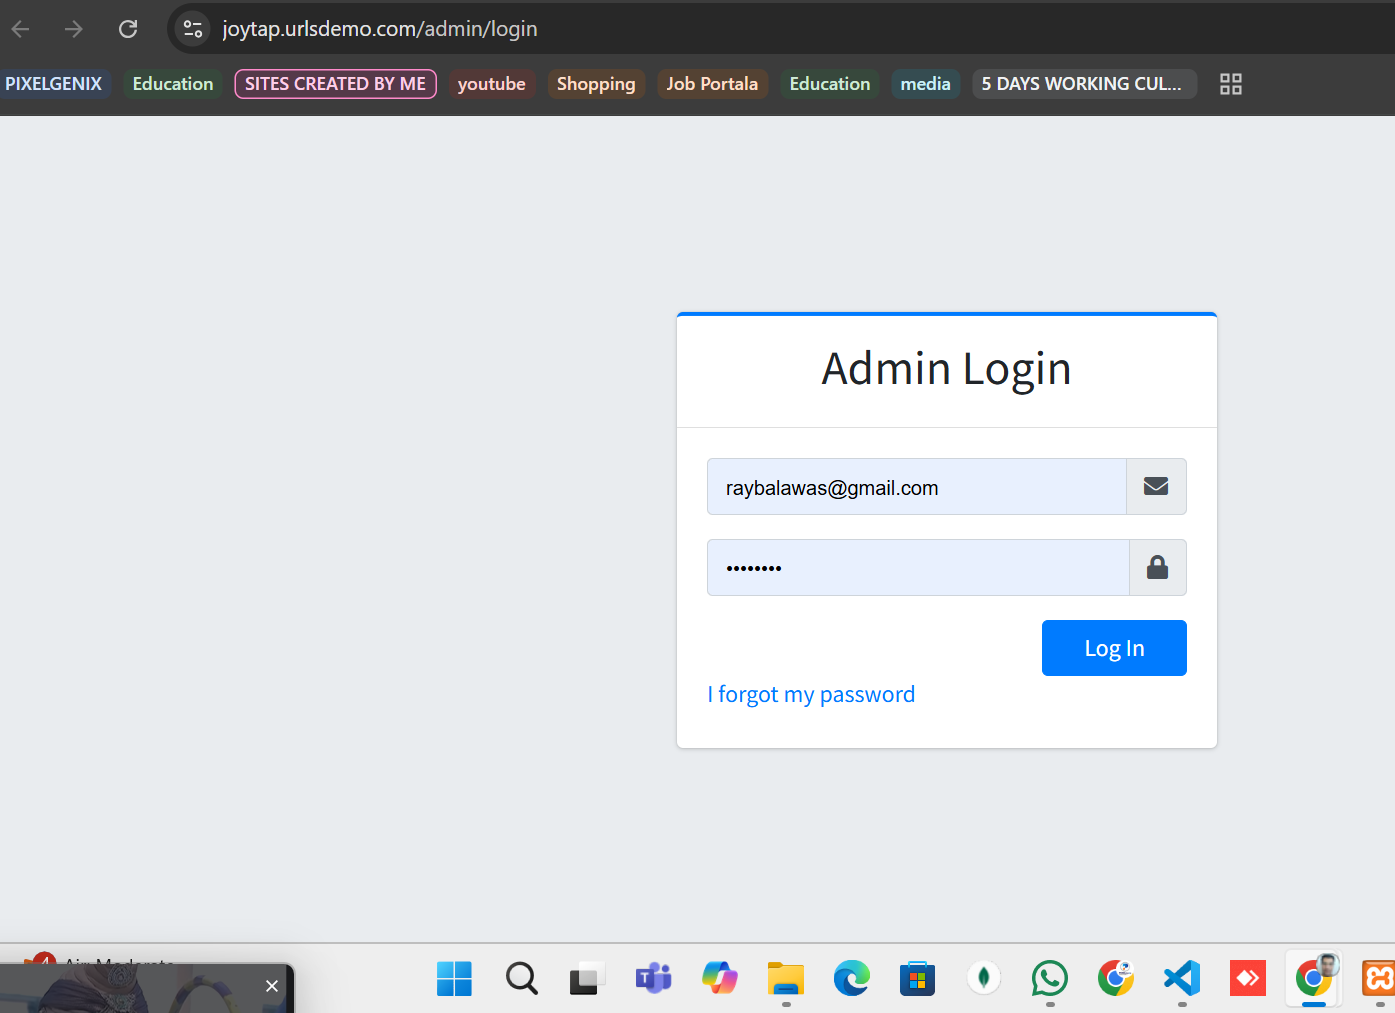 joytap.urlsdemo.com/admin/login
PIXELGENIX Education SITES CREATED BY ME youtube Shopping Job Portala Education media 5 DAYS WORKING CUL...
Admin Login
raybalawas@gmail.com
••••••••
Log In
I forgot my password
4 Air: Moderate